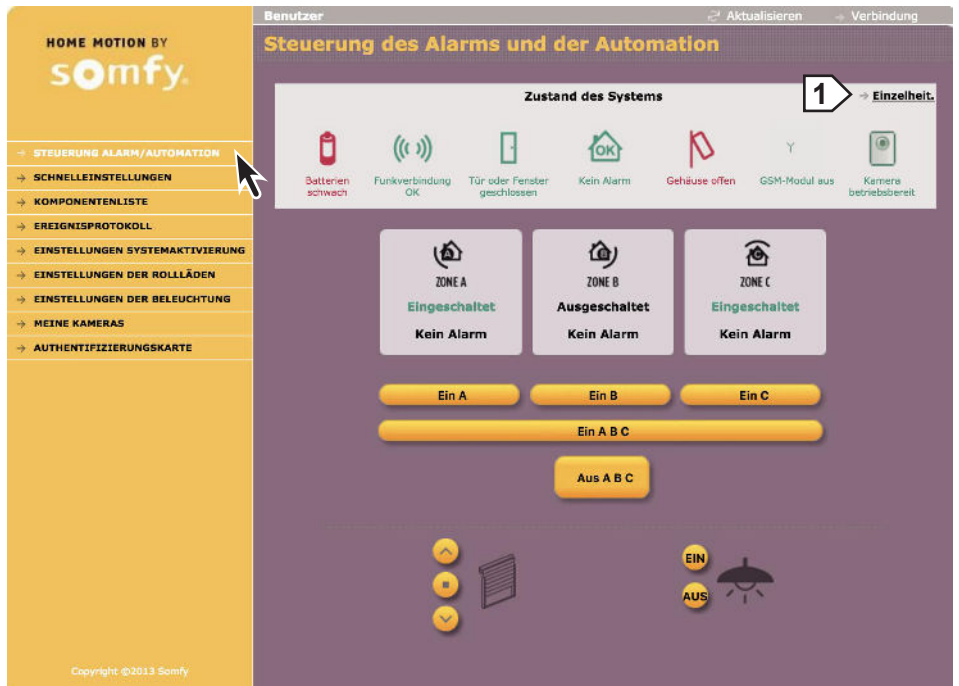 Benutzer
Aktualisieren
Verbindung
HOME MOTION BY
somfy.
Steuerung des Alarms und der Automation
Zustand des Systems
1
Einzelheit.
Batterien
schwach
Funkverbindung
OK
Tür oder Fenster
geschlossen
OK
Kein Alarm
Gehäuse offen
GSM-Modul aus
Kamera
betriebsbereit
STEUERUNG ALARM/AUTOMATION
SCHNELLEINSTELLUNGEN
KOMPONENTENLISTE
EREIGNISPROTOKOLL
EINSTELLUNGEN SYSTEMAKTIVIERUNG
EINSTELLUNGEN DER ROLLLÄDEN
EINSTELLUNGEN DER BELEUCHTUNG
MEINE KAMERAS
AUTHENTIFIZIERUNGSKARTE
A
ZONE A
Eingeschaltet
Kein Alarm
B
ZONE B
Ausgeschaltet
Kein Alarm
C
ZONE C
Eingeschaltet
Kein Alarm
Ein A
Ein B
Ein C
Ein A B C
Aus A B C
EIN
AUS
Copyright ©2013 Somfy